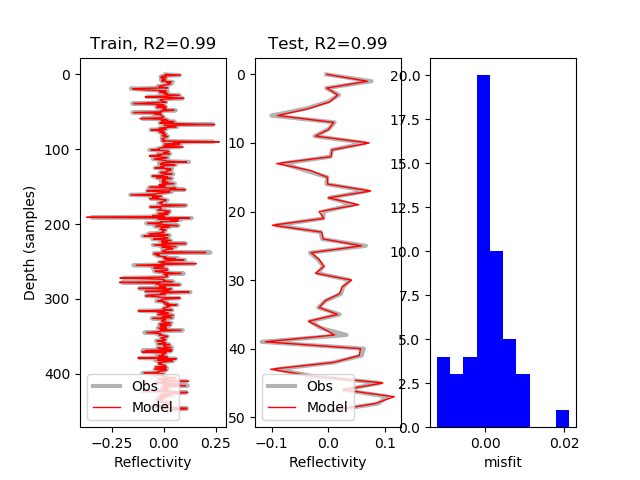 Train, R2=0.99
Test, R2=0.99
0
100
200
300
400
0
10
20
30
40
50
20.0
17.5
15.0
12.5
10.0
7.5
5.0
2.5
0.0
Depth (samples)
Obs
Model
Obs
Model
−0.25 0.00 0.25
−0.1 0.0 0.1
0.00 0.02
Reflectivity
Reflectivity
misfit